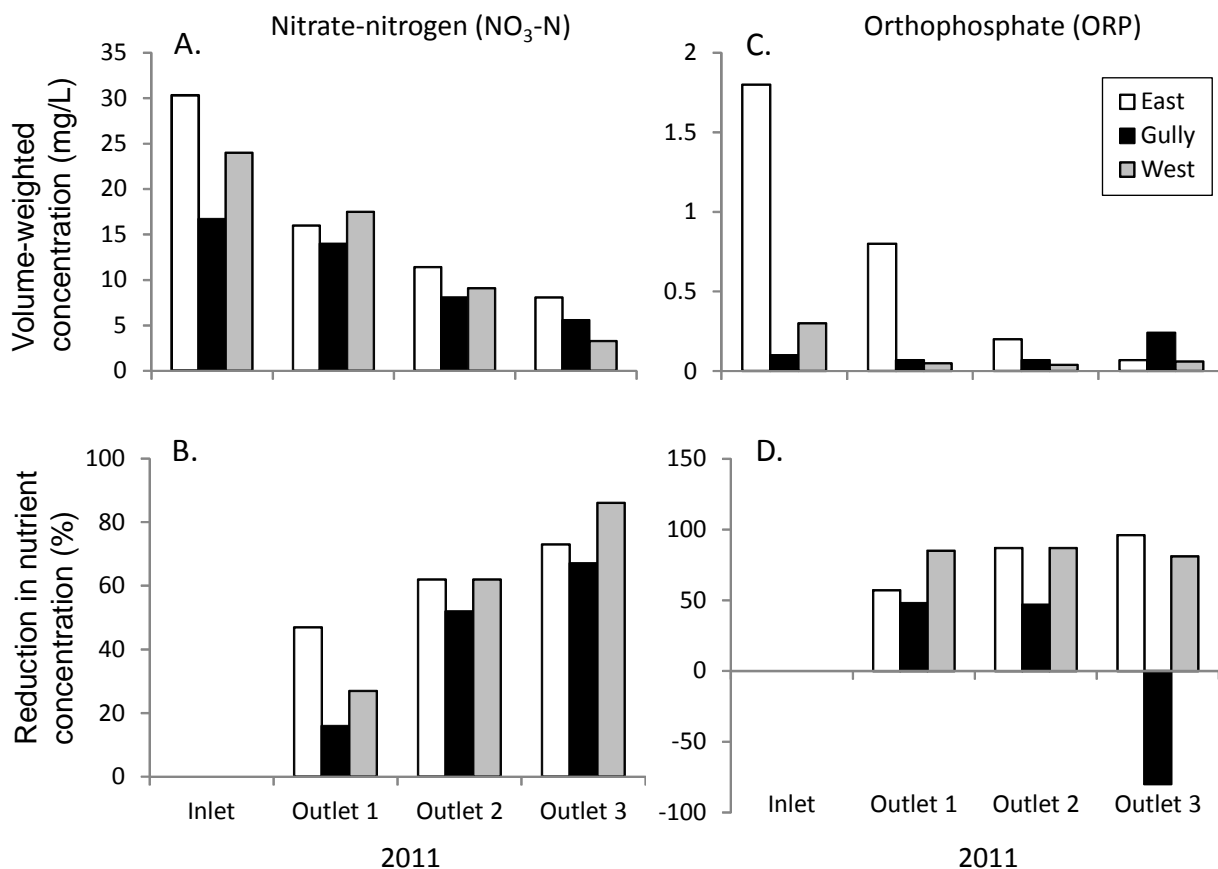 Nitrate-nitrogen (NO₃-N)
Orthophosphate (ORP)
A.
Volume-weighted
concentration (mg/L)
35
30
25
20
15
10
5
0
C.
2
1.5
1
0.5
0
East
Gully
West
B.
Reduction in nutrient
concentration (%)
100
80
60
40
20
0
Inlet Outlet 1 Outlet 2 Outlet 3
2011
D.
150
100
50
0
-50
-100
Inlet Outlet 1 Outlet 2 Outlet 3
2011